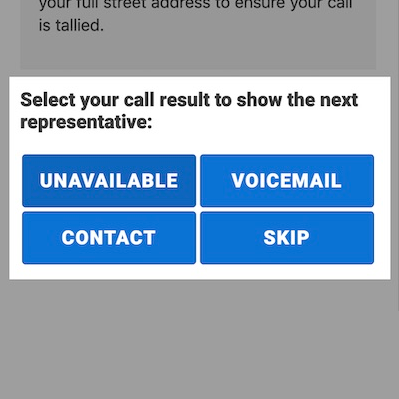 your full street address to ensure your call
is tallied.
Select your call result to show the next
representative:
UNAVAILABLE VOICEMAIL
CONTACT SKIP